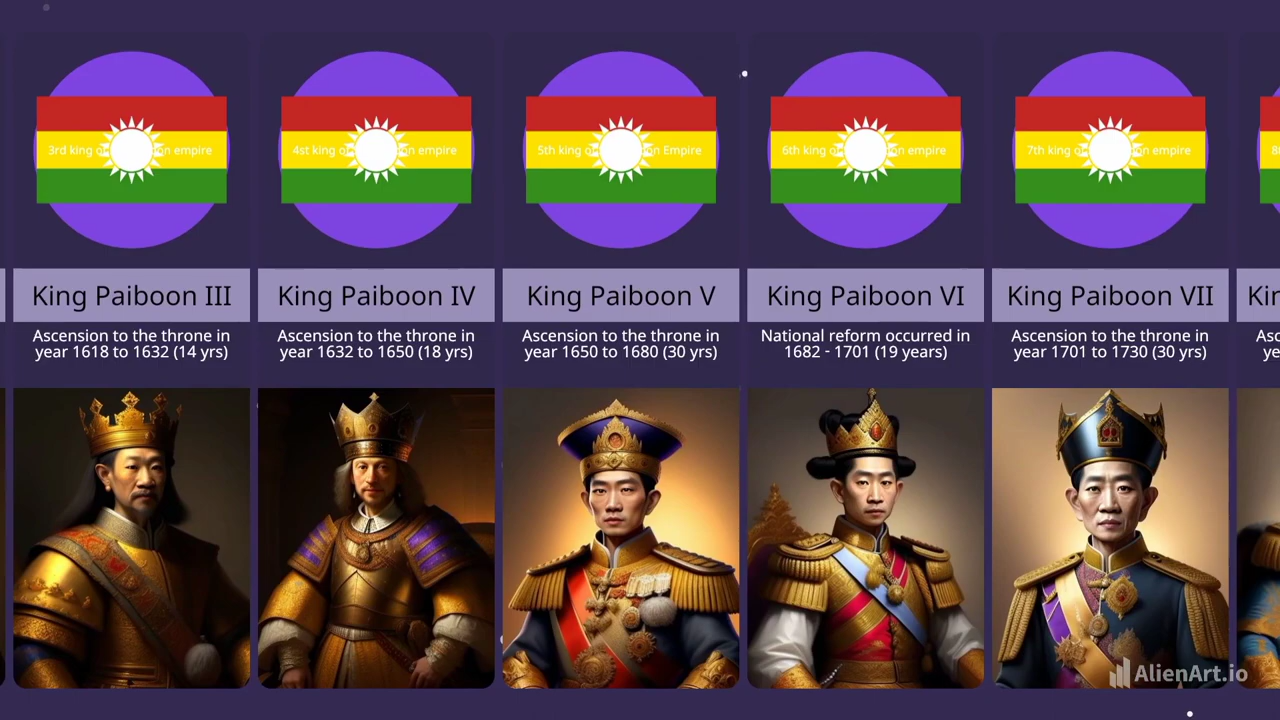 3rd king empire
King Paiboon III
Ascension to the throne in
year 1618 to 1632 (14 yrs)
4st king empire
King Paiboon IV
Ascension to the throne in
year 1632 to 1650 (18 yrs)
5th king Empire
King Paiboon V
Ascension to the throne in
year 1650 to 1680 (30 yrs)
6th king empire
King Paiboon VI
National reform occurred in
1682 - 1701 (19 years)
7th king empire
King Paiboon VII
Ascension to the throne in
year 1701 to 1730 (30 yrs)
AlienArt.io